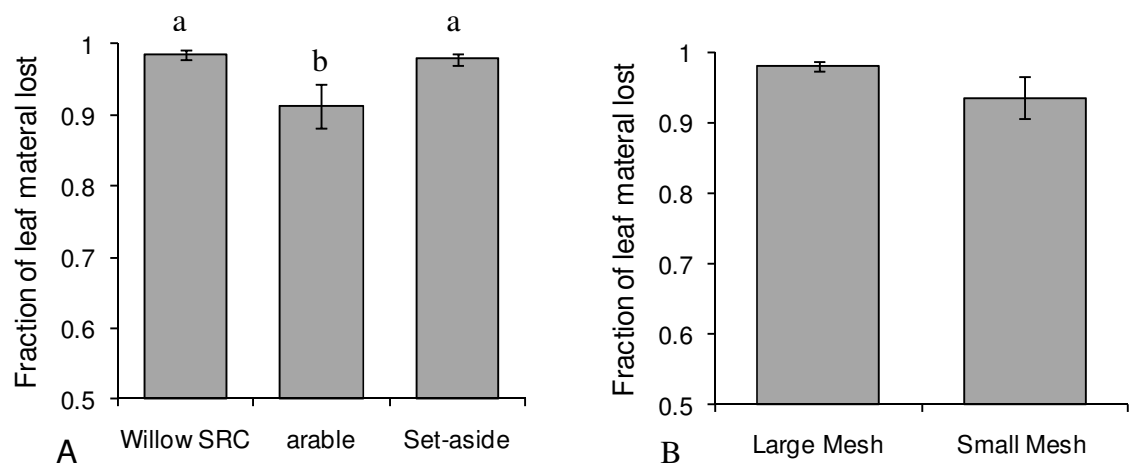 a
b
a
Fraction of leaf materal lost
1
0.9
0.8
0.7
0.6
0.5
Willow SRC
arable
Set-aside
A
Fraction of leaf materal lost
1
0.9
0.8
0.7
0.6
0.5
Large Mesh
Small Mesh
B